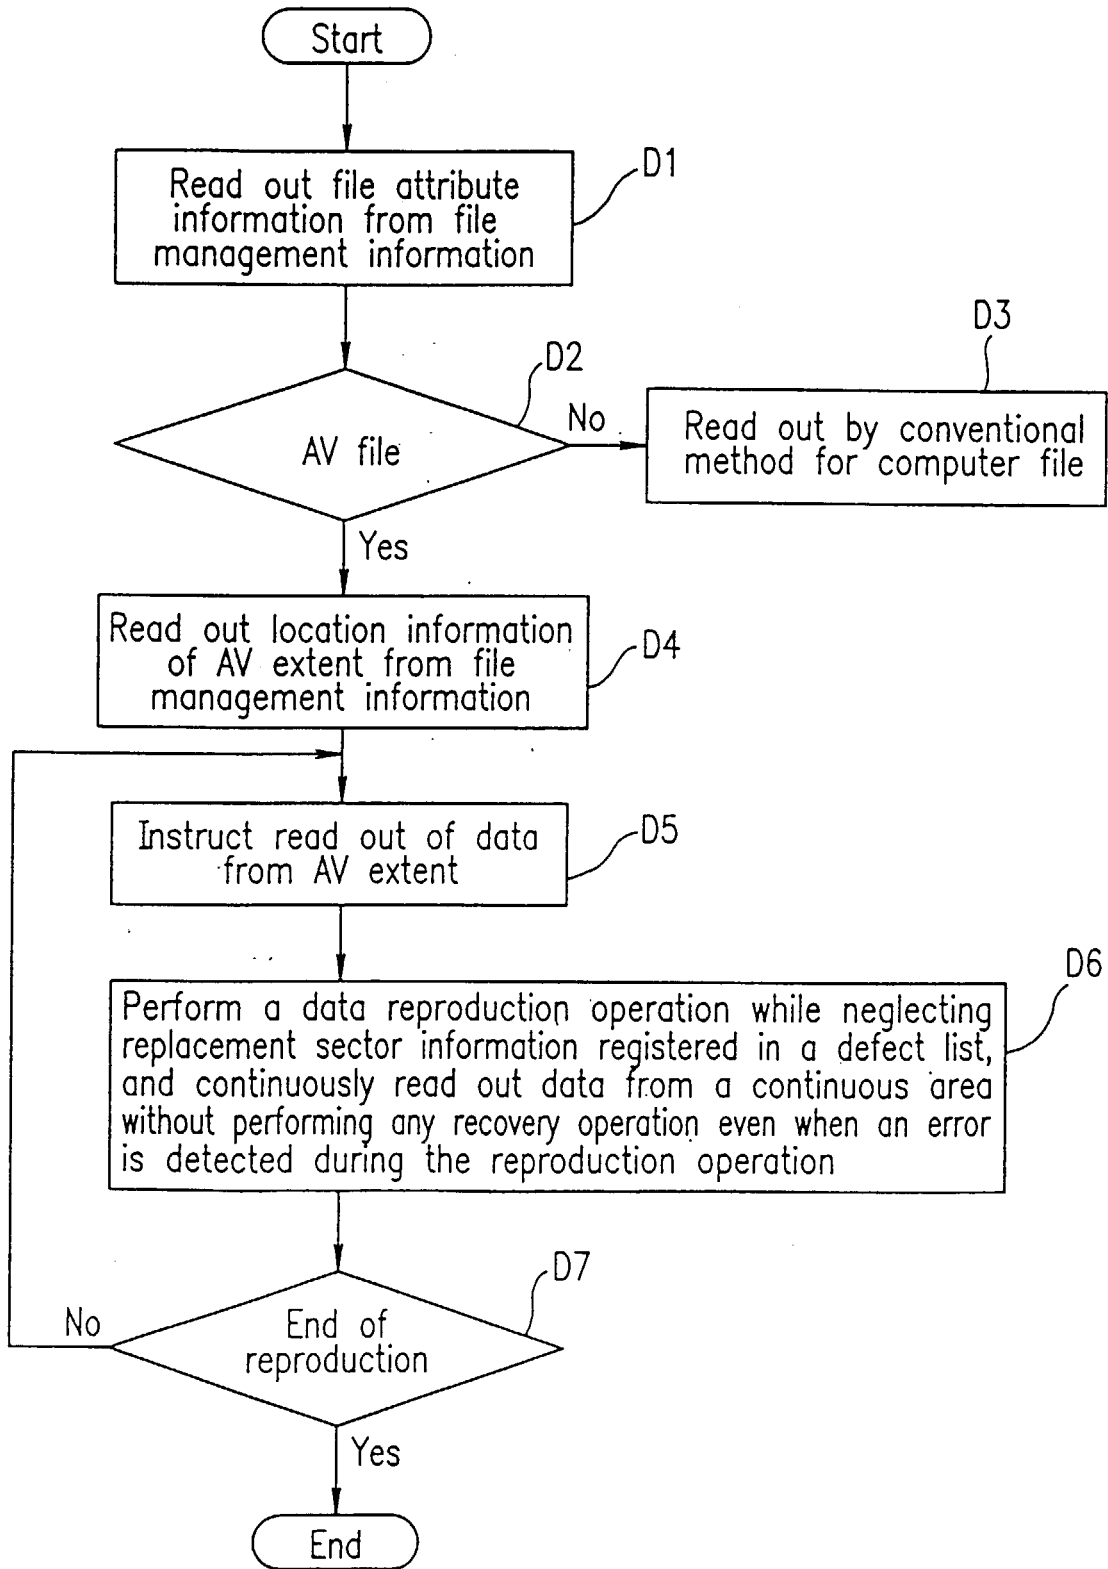 Start
D1
Read out file attribute
information from file
management information
D2
AV file
No
D3
Read out by conventional
method for computer file
Yes
D4
Read out location information
of AV extent from file
management information
D5
Instruct read out of data
from AV extent
D6
Perform a data reproduction operation while neglecting
replacement sector information registered in a defect list,
and continuously read out data from a continuous area
without performing any recovery operation even when an error
is detected during the reproduction operation
D7
No
End of
reproduction
Yes
End